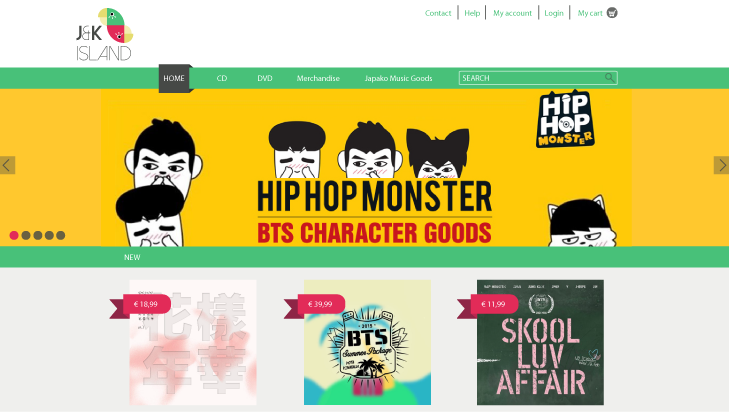 J&K
ISLAND
Contact
Help
My account
Login
My cart
HOME
CD
DVD
Merchandise
Japako Music Goods
SEARCH
HIP
HOP
MONSTER
HIP HOP MONSTER
BTS CHARACTER GOODS
NEW
€ 18,99
花樣
年華
€ 39,99
2015
BTS
Summer Package
€ 11,99
SKOOL
LUV
AFFAIR